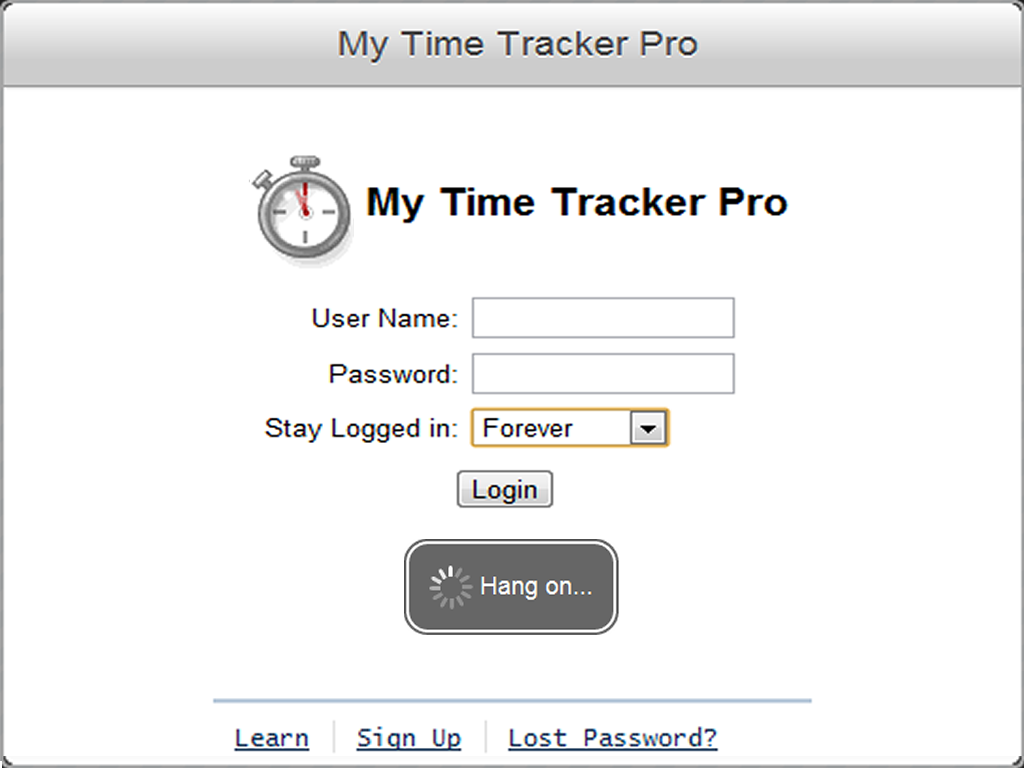 My Time Tracker Pro
My Time Tracker Pro
User Name:
Password:
Stay Logged in: Forever
Login
Hang on...
Learn Sign Up Lost Password?